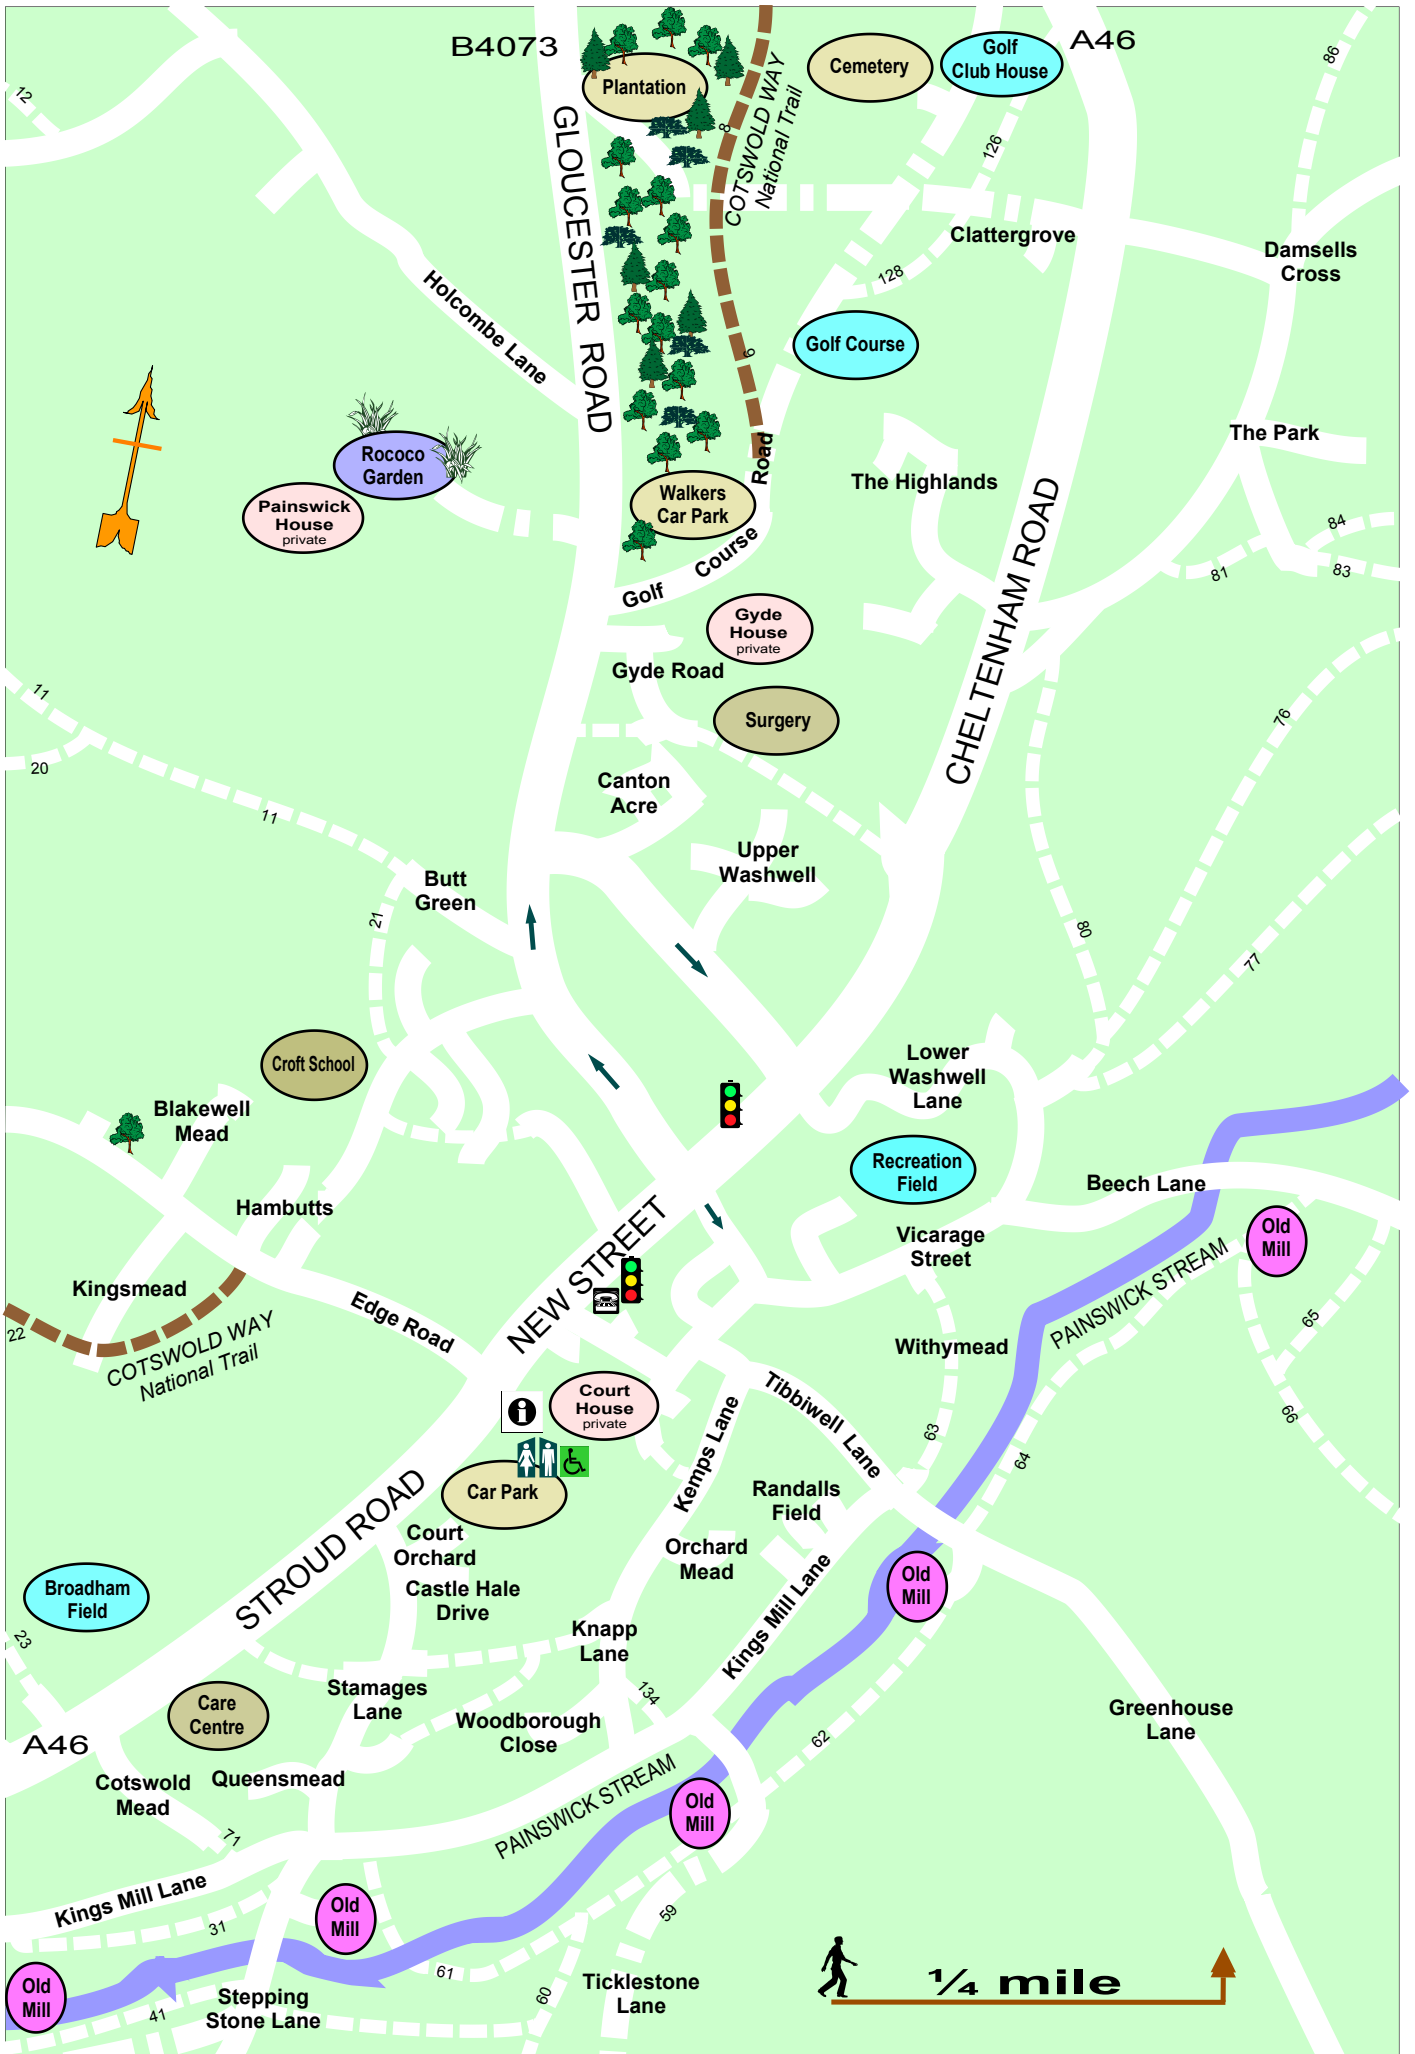 B4073
A46
Golf
Club House
Cemetery
Plantation
86
12
8
COTSWOLD WAY
National Trail
126
GLOUCESTER ROAD
Clattergrove
Damsells
Cross
128
Holcombe Lane
Golf Course
6
Rococo
Garden
Painswick
House
private
Road
The Park
The Highlands
Walkers
Car Park
84
83
81
Course
Golf
CHELTENHAM ROAD
Gyde
House
private
Gyde Road
Surgery
11
20
76
Canton
Acre
11
Upper
Washwell
Butt
Green
21
80
77
Croft School
Lower
Washwell
Lane
Blakewell
Mead
Recreation
Field
Beech Lane
Hambutts
Vicarage
Street
Old
Mill
NEW STREET
PAINSWICK STREAM
Kingsmead
22
COTSWOLD WAY
National Trail
Edge Road
Withymead
65
66
Court
House
private
Tibbiwell Lane
Kemps Lane
63
64
Car Park
Randalls
Field
STROUD ROAD
Court
Orchard
Orchard
Mead
Castle Hale
Drive
Old
Mill
Broadham
Field
23
Knapp
Lane
Kings Mill Lane
Stamages
Lane
134
Care
Centre
Woodborough
Close
Greenhouse
Lane
A46
62
Cotswold
Mead
Queensmead
PAINSWICK STREAM
Old
Mill
71
Kings Mill Lane
31
Old
Mill
59
61
60
Ticklestone
Lane
1/4 mile
Old
Mill
41
Stepping
Stone Lane